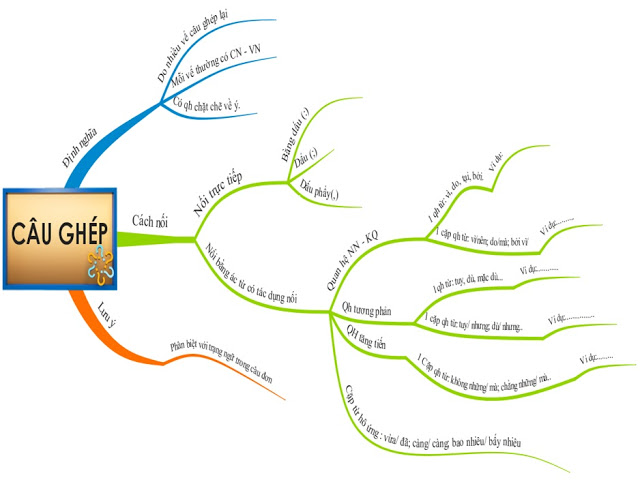 CÂU GHÉP
Định nghĩa
Do nhiều vế câu ghép lại
Mỗi vế thường có CN - VN
Có qh chặt chẽ về ý.
Cách nối
Nối trực tiếp
Bằng dấu (:)
Dấu (;)
Dấu phẩy(,)
Nối bằng ác từ có tác dụng nối
Quan hệ NN - KQ
1 qh từ: vì, do, tại, bởi.
Ví dụ:
1 cặp qh từ: vì/nên; do/mà; bởi vì/
Ví dụ:.........
Qh tương phản
1qh từ: tuy, dù, mặc dù...
Ví dụ:............
1 cặp qh từ: tuy/ nhưng; dù/ nhưng..
Ví dụ:...............
QH tăng tiến
1 Cặp qh từ: không những/ mà; chẳng những/ mà..
Ví dụ:.........
Cặp từ hô ứng : vừa/ đã; càng/ càng; bao nhiêu/ bấy nhiêu
Lưu ý
Phân biệt với trạng ngữ trong câu đơn